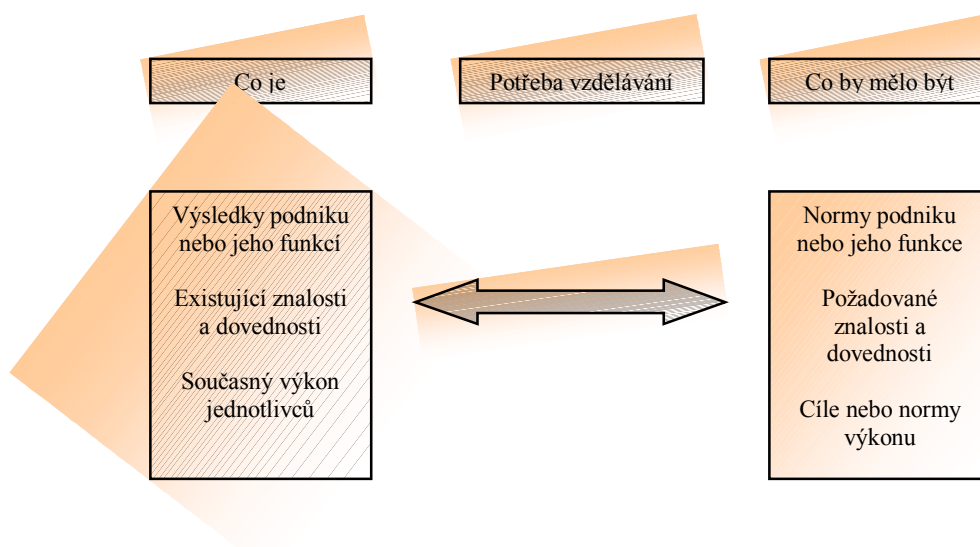 Co je
Potřeba vzdělávání
Co by mělo být
Výsledky podniku
nebo jeho funkcí
Existující znalosti
a dovednosti
Současný výkon
jednotlivců
Normy podniku
nebo jeho funkce
Požadované
znalosti a
dovednosti
Cíle nebo normy
výkonu